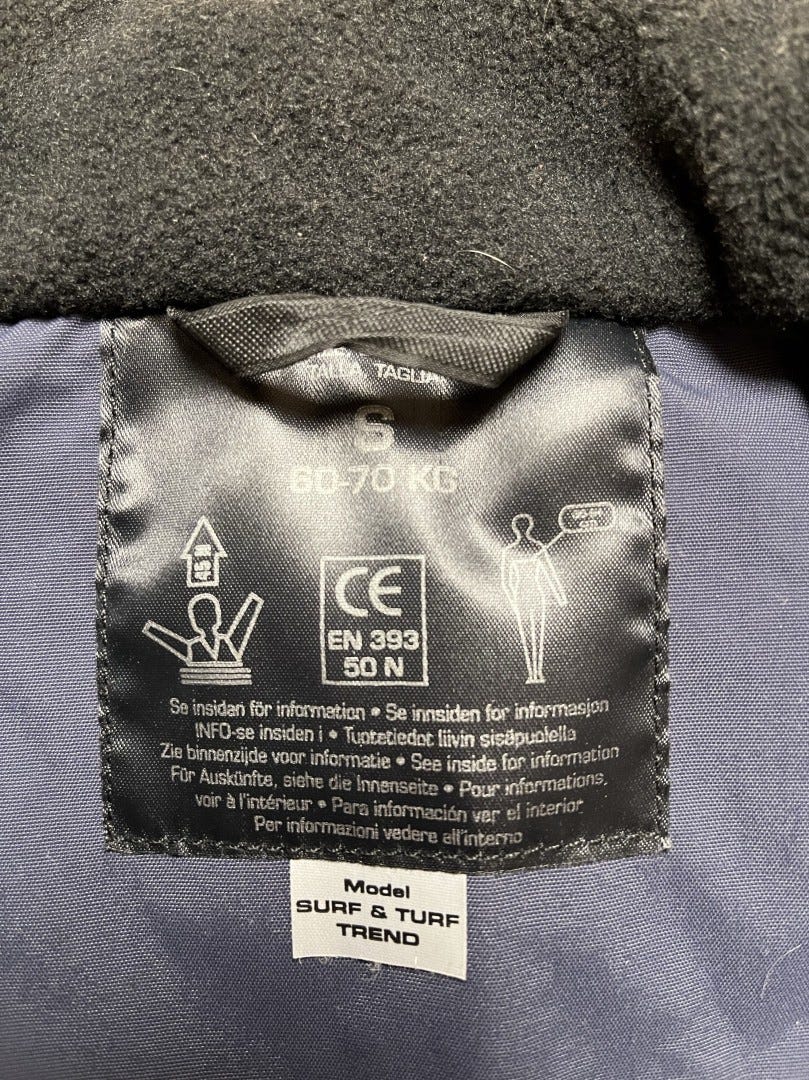 TALLA TAGLIA
S
60-70 KG
45 N
CE
EN 393
50 N
Se insidan för information • Se innsiden for informasjon
INFO-se insiden i • Tuotetiedot liivin sisäpuolella
Zie binnenzijde voor informatie • See inside for information
Für Auskünfte, siehe die Innenseite • Pour informations,
voir à l'intérieur • Para información ver el interior
Per informazioni vedere all'interno
Model
SURF & TURF
TREND